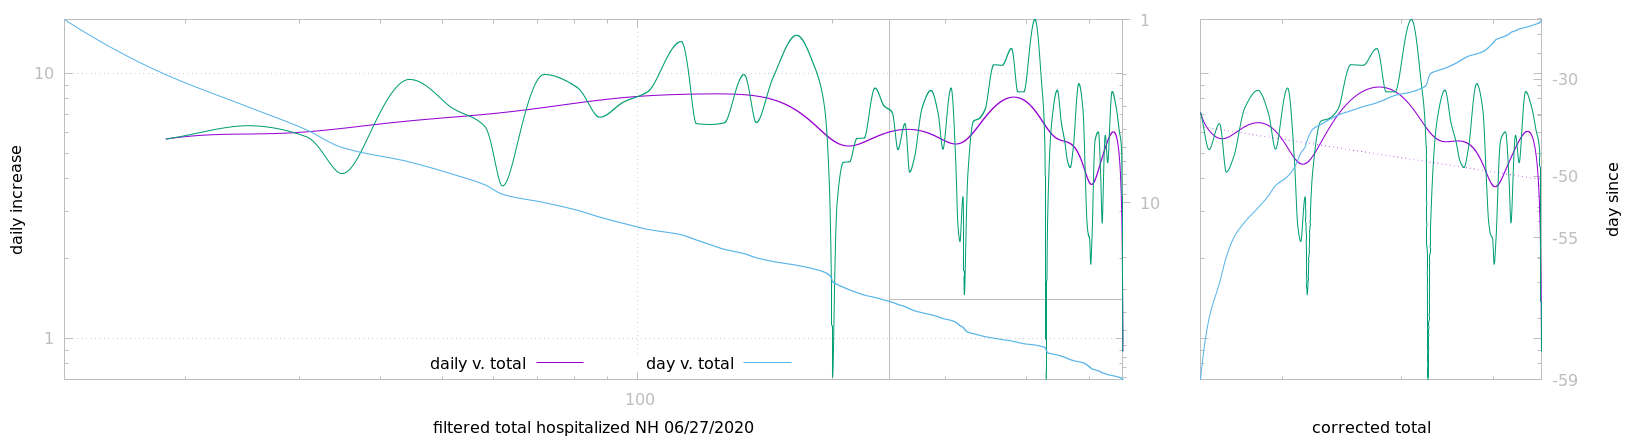 daily increase
10
1
daily v. total
day v. total
100
filtered total hospitalized NH 06/27/2020
1
10
-30
-50
-55
-59
day since
corrected total